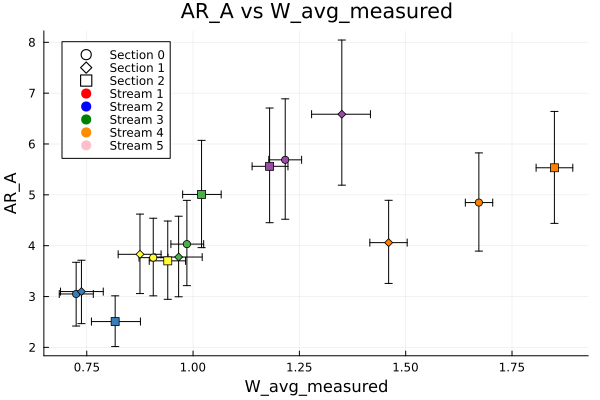 AR_A vs W_avg_measured
8
7
6
5
4
3
2
AR_A
Section 0
Section 1
Section 2
Stream 1
Stream 2
Stream 3
Stream 4
Stream 5
0.75
1.00
1.25
1.50
1.75
W_avg_measured